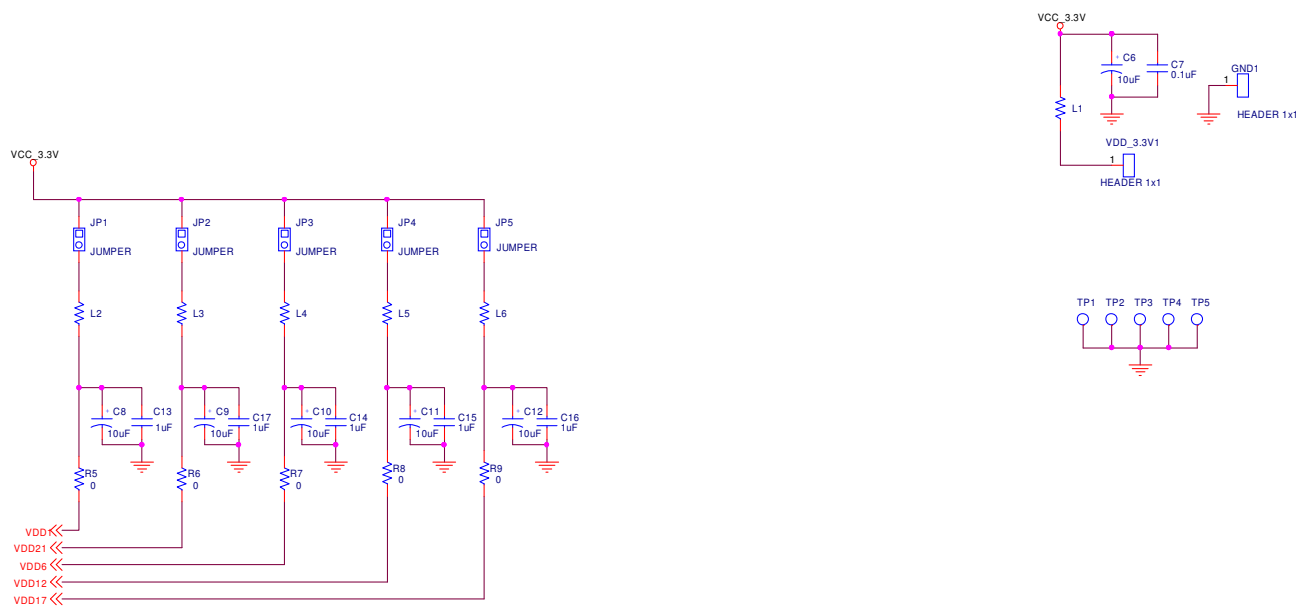 VCC_3.3V
C6
10uF
C7
0.1uF
GND1
1
HEADER 1x1
L1
VDD_3.3V1
1
HEADER 1x1
VCC_3.3V
JP1
JUMPER
JP2
JUMPER
JP3
JUMPER
JP4
JUMPER
JP5
JUMPER
L2
L3
L4
L5
L6
TP1 TP2 TP3 TP4 TP5
C8
10uF
C13
1uF
C9
10uF
C17
1uF
C10
10uF
C14
1uF
C11
10uF
C15
1uF
C12
10uF
C16
1uF
R5
0
R6
0
R7
0
R8
0
R9
0
VDD1
VDD21
VDD6
VDD12
VDD17